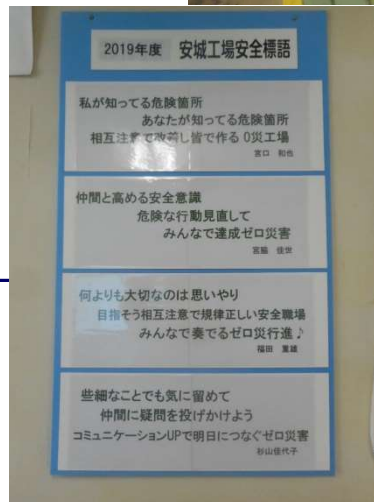 2019年度 安城工場安全標語
私が知ってる危険箇所
あなたが知ってる危険箇所
相互注意で改善し皆で作る 0災工場
宮口 和也
仲間と高める安全意識
危険な行動見直して
みんなで達成ゼロ災害
宮脇 佳世
何よりも大切なのは思いやり
目指そう相互注意で規律正しい安全職場
みんなで奏でるゼロ災行進♪
福田 重雄
些細なことでも気に留めて
仲間に疑問を投げかけよう
コミュニケーションUPで明日につなぐゼロ災害
杉山佳代子